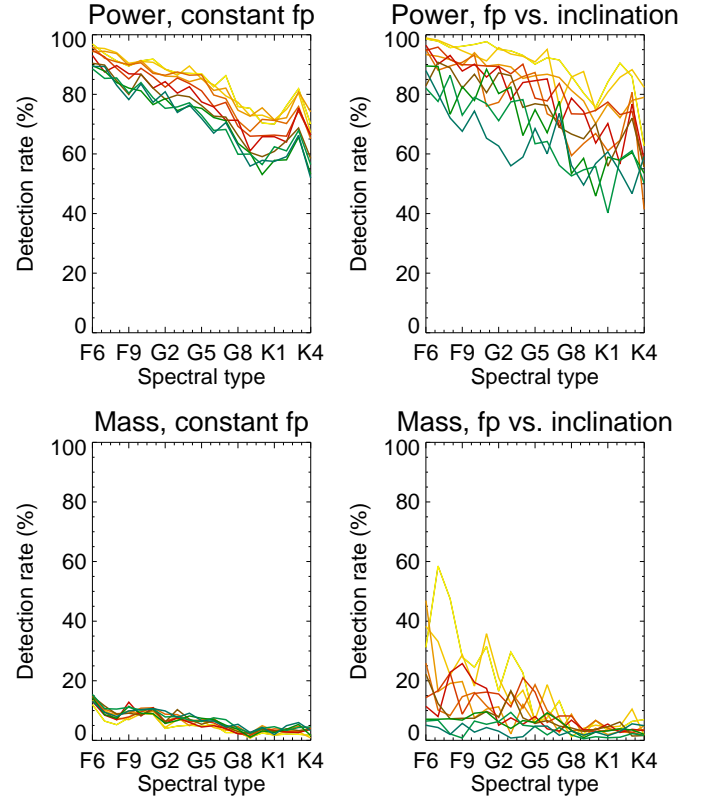 Power, constant fp
Power, fp vs. inclination
100
80
60
40
20
0
Detection rate (%)
F6 F9 G2 G5 G8 K1 K4
Spectral type
100
80
60
40
20
0
Detection rate (%)
F6 F9 G2 G5 G8 K1 K4
Spectral type
Mass, constant fp
Mass, fp vs. inclination
100
80
60
40
20
0
Detection rate (%)
F6 F9 G2 G5 G8 K1 K4
Spectral type
100
80
60
40
20
0
Detection rate (%)
F6 F9 G2 G5 G8 K1 K4
Spectral type